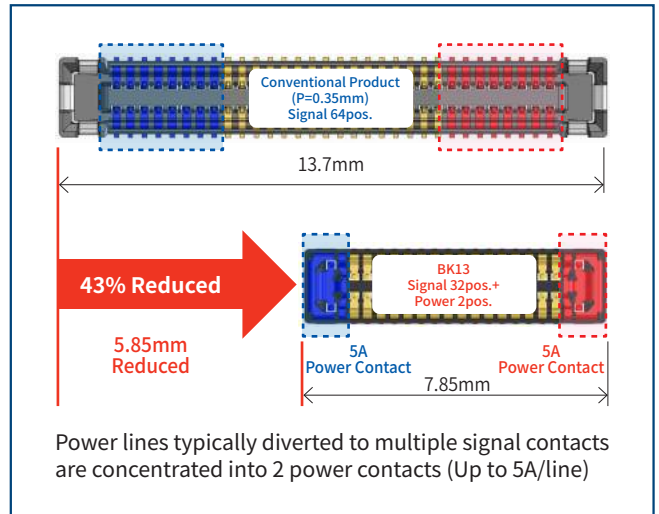 Conventional Product
(P=0.35mm)
Signal 64pos.
13.7mm
43% Reduced
BK13
Signal 32pos.+
Power 2pos.
5.85mm
Reduced
5A
Power Contact
5A
Power Contact
7.85mm
Power lines typically diverted to multiple signal contacts
are concentrated into 2 power contacts (Up to 5A/line)